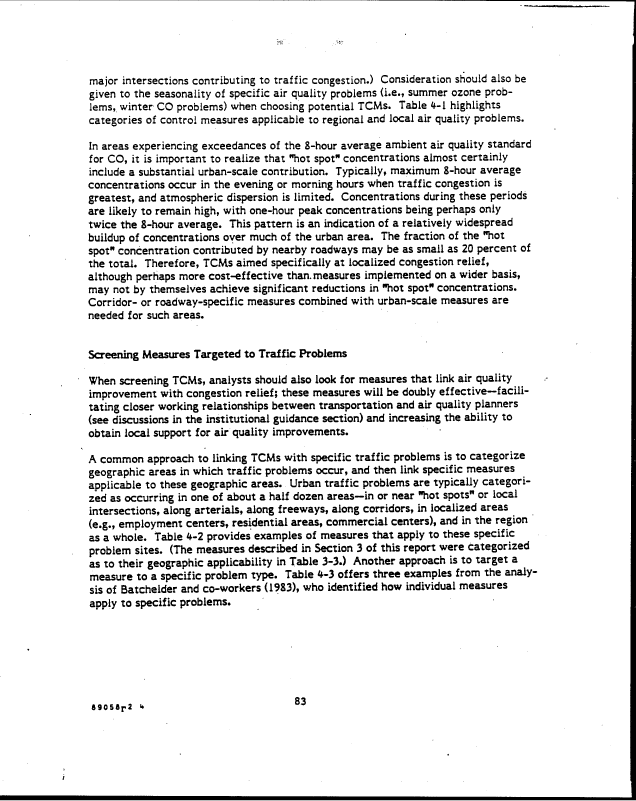 major intersections contributing to traffic congestion.) Consideration should also be
given to the seasonality of specific air quality problems (i.e., summer ozone prob-
lems, winter CO problems) when choosing potential TCMs. Table 4-1 highlights
categories of control measures applicable to regional and local air quality problems.
In areas experiencing exceedances of the 8-hour average ambient air quality standard
for CO, it is important to realize that "hot spot" concentrations almost certainly
include a substantial urban-scale contribution. Typically, maximum 8-hour average
concentrations occur in the evening or morning hours when traffic congestion is
greatest, and atmospheric dispersion is limited. Concentrations during these periods
are likely to remain high, with one-hour peak concentrations being perhaps only
twice the 8-hour average. This pattern is an indication of a relatively widespread
buildup of concentrations over much of the urban area. The fraction of the "hot
spot" concentration contributed by nearby roadways may be as small as 20 percent of
the total. Therefore, TCMs aimed specifically at localized congestion relief,
although perhaps more cost-effective than measures implemented on a wider basis,
may not by themselves achieve significant reductions in "hot spot" concentrations.
Corridor- or roadway-specific measures combined with urban-scale measures are
needed for such areas.
Screening Measures Targeted to Traffic Problems
When screening TCMs, analysts should also look for measures that link air quality
improvement with congestion relief; these measures will be doubly effective—facili-
tating closer working relationships between transportation and air quality planners
(see discussions in the institutional guidance section) and increasing the ability to
obtain local support for air quality improvements.
A common approach to linking TCMs with specific traffic problems is to categorize
geographic areas in which traffic problems occur, and then link specific measures
applicable to these geographic areas. Urban traffic problems are typically categori-
zed as occurring in one of about a half dozen areas—in or near "hot spots" or local
intersections, along arterials, along freeways, along corridors, in localized areas
(e.g., employment centers, residential areas, commercial centers), and in the region
as a whole. Table 4-2 provides examples of measures that apply to these specific
problem sites. (The measures described in Section 3 of this report were categorized
as to their geographic applicability in Table 3-3.) Another approach is to target a
measure to a specific problem type. Table 4-3 offers three examples from the analy-
sis of Batchelder and co-workers (1983), who identified how individual measures
apply to specific problems.
89058r2 4
83